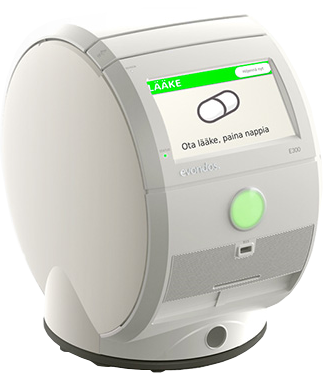 LÄÄKE
Ota lääke, paina nappia
evondos
E300